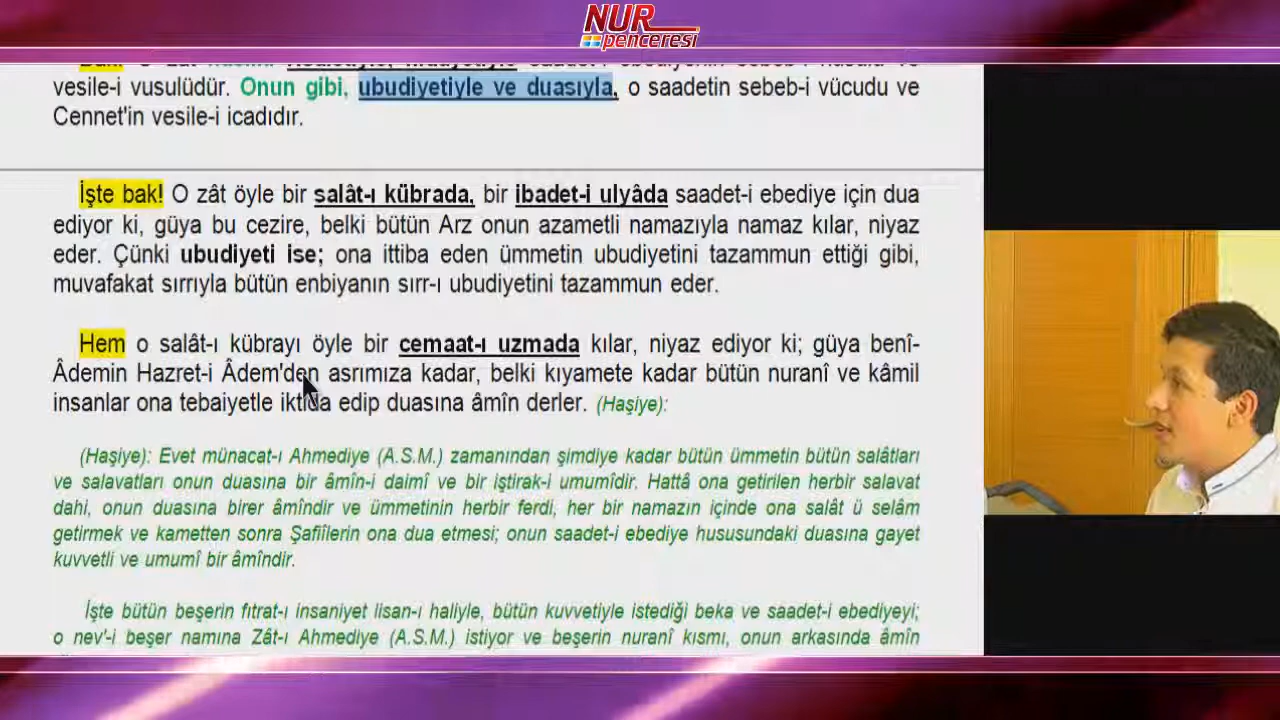 NUR
penceresi
vesile-i vusulüdür. Onun gibi, ubudiyetiyle ve duasıyla, o saadetin sebeb-i vücudu ve
Cennet'in vesile-i icadıdır.
İşte bak! O zât öyle bir salât-ı kübrada, bir ibadet-i ulyâda saadet-i ebediye için dua
ediyor ki, güya bu cezire, belki bütün Arz onun azametli namazıyla namaz kılar, niyaz
eder. Çünki ubudiyeti ise; ona ittiba eden ümmetin ubudiyetini tazammun ettiği gibi,
muvafakat sırrıyla bütün enbiyanın sırr-ı ubudiyetini tazammun eder.
Hem o salât-ı kübrayı öyle bir cemaat-ı uzmada kılar, niyaz ediyor ki; güya benî-
Âdemin Hazret-i Âdem'den asrımıza kadar, belki kıyamete kadar bütün nuranî ve kâmil
insanlar ona tebaiyetle iktida edip duasına âmîn derler. (Haşiye):
(Haşiye): Evet münacat-ı Ahmediye (A.S.M.) zamanından şimdiye kadar bütün ümmetin bütün salâtları
ve salavatları onun duasına bir âmîn-i daimî ve bir iştirak-i umumîdir. Hattâ ona getirilen herbir salavat
dahi, onun duasına birer âmîndir ve ümmetinin herbir ferdi, her bir namazın içinde ona salât ü selâm
getirmek ve kametten sonra Şafiîlerin ona dua etmesi; onun saadet-i ebediye hususundaki duasına gayet
kuvvetli ve umumî bir âmîndir.
İşte bütün beşerin fıtrat-ı insaniyet lisan-ı haliyle, bütün kuvvetiyle istediği beka ve saadet-i ebediyeyi;
o nev'-i beşer namına Zât-ı Ahmediye (A.S.M.) istiyor ve beşerin nuranî kısmı, onun arkasında âmîn